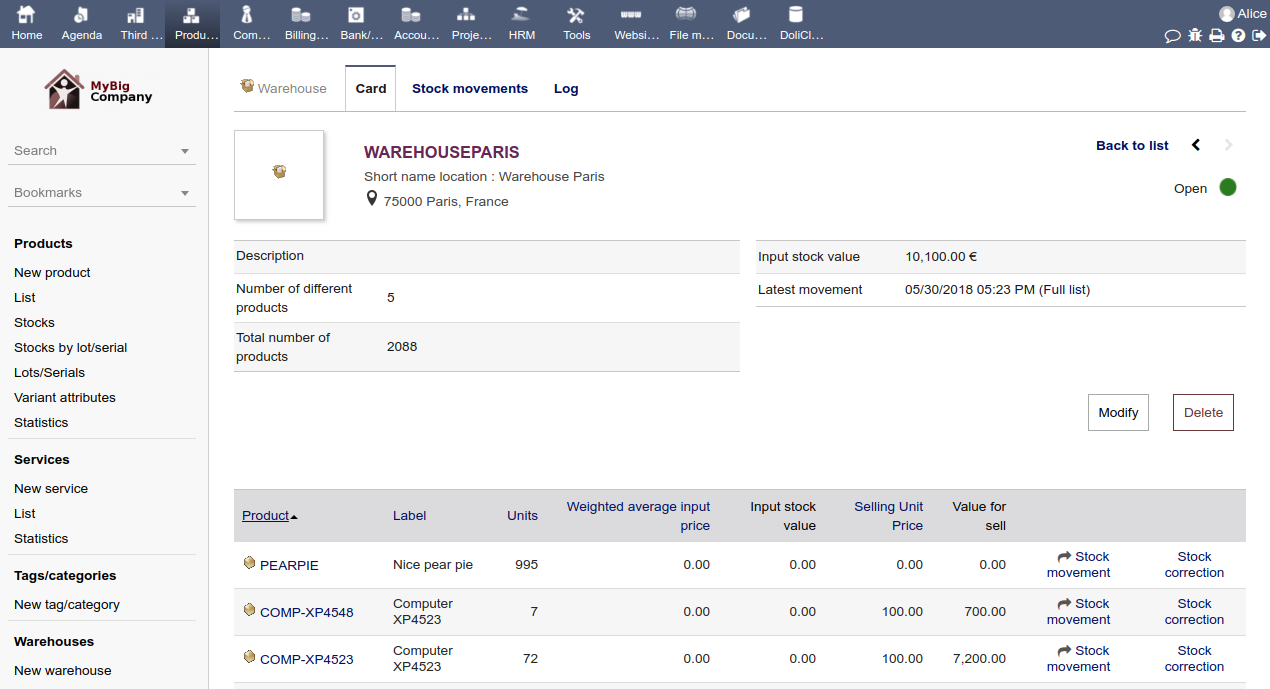 Home
Agenda
Third ...
Produ...
Com...
Billing...
Bank/...
Accou...
Proje...
HRM
Tools
Websi...
File m...
Docu...
DoliCl...
Alice
MyBig
Company
Search
Bookmarks
Products
New product
List
Stocks
Stocks by lot/serial
Lots/Serials
Variant attributes
Statistics
Services
New service
List
Statistics
Tags/categories
New tag/category
Warehouses
New warehouse
Warehouse
Card
Stock movements
Log
WAREHOUSEPARIS
Short name location : Warehouse Paris
75000 Paris, France
Back to list
Open
Description
Number of different
products
5
Total number of
products
2088
Input stock value
10,100.00 €
Latest movement
05/30/2018 05:23 PM (Full list)
Modify
Delete
Product
Label
Units
Weighted average input
price
Input stock
value
Selling Unit
Price
Value for
sell
PEARPIE
Nice pear pie
995
0.00
0.00
0.00
0.00
Stock
movement
Stock
correction
COMP-XP4548
Computer
XP4523
7
0.00
0.00
100.00
700.00
Stock
movement
Stock
correction
COMP-XP4523
Computer
XP4523
72
0.00
0.00
100.00
7,200.00
Stock
movement
Stock
correction